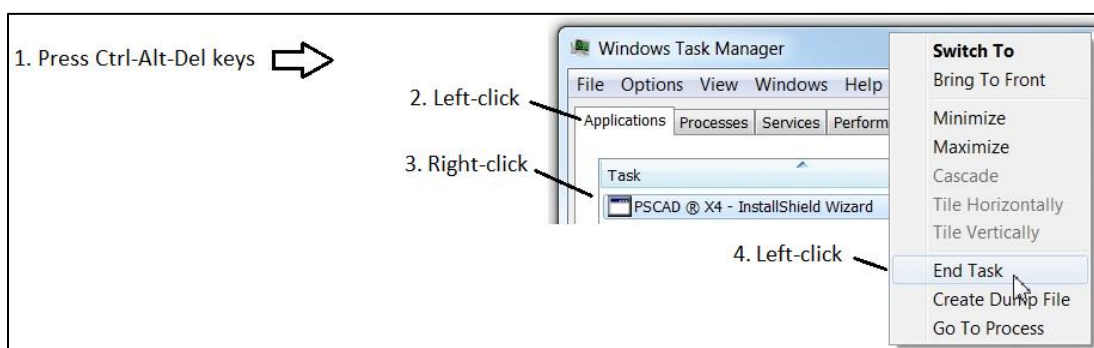 1. Press Ctrl-Alt-Del keys
Windows Task Manager
File Options View Windows Help
2. Left-click
Applications Processes Services Perform
3. Right-click
Task
PSCAD ® X4 - InstallShield Wizard
4. Left-click
Switch To
Bring To Front
Minimize
Maximize
Cascade
Tile Horizontally
Tile Vertically
End Task
Create Dump File
Go To Process